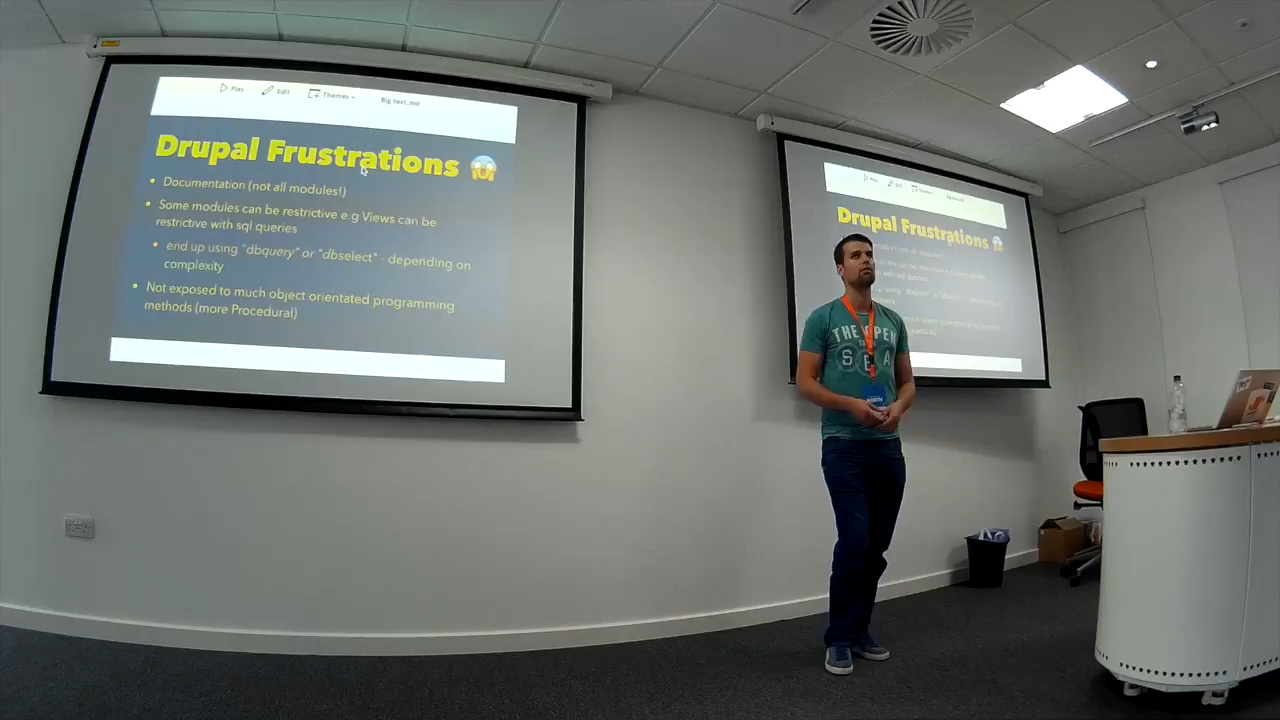 Play Edit Themes Big text.md
Drupal Frustrations 😱
• Documentation (not all modules!)
• Some modules can be restrictive e.g Views can be
restrictive with sql queries
• end up using "dbquery" or "dbselect" - depending on
complexity
• Not exposed to much object orientated programming
methods (more Procedural)
Drupal Frustrations 😱
THE OPEN
SEA
NORTH